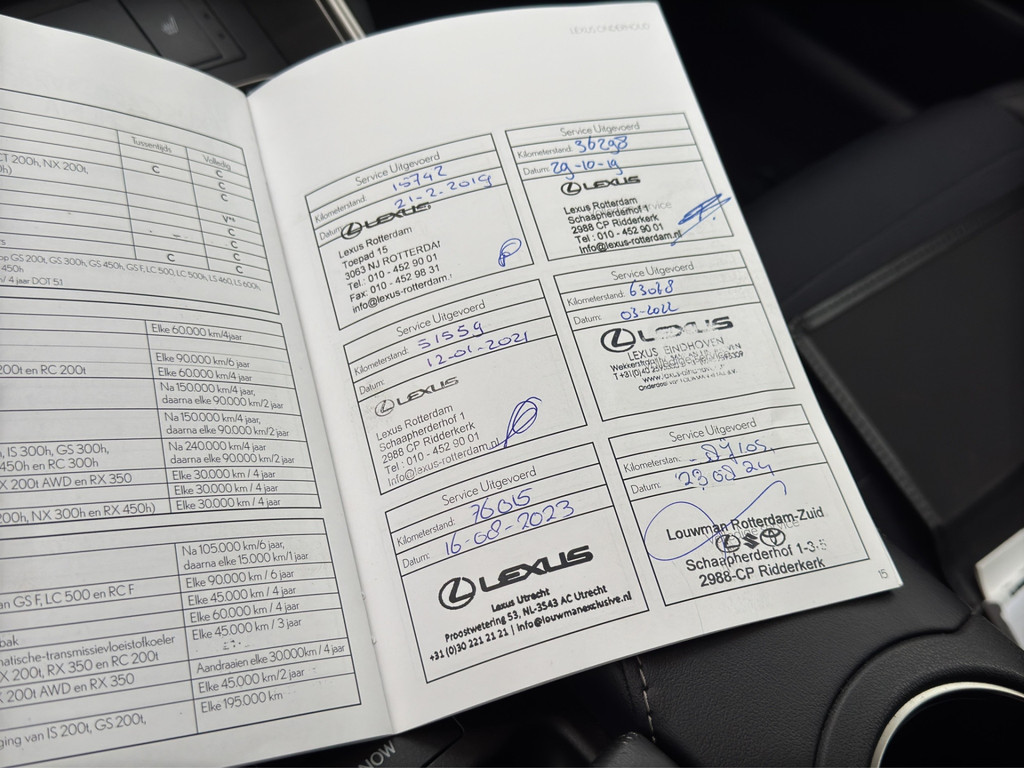 Tussentijds Volledig
CT 200h, NX 200t, C C
C
C
V*⁶
C
C
C C
op GS 200t, GS 300h, GS 450h, GS F, LC 500, LC 500h, LS 460, LS 600h,
450h
/ 4 jaar DOT 5.1
Elke 60.000 km/4jaar
Elke 90.000 km/6 jaar
200t en RC 200t Elke 60.000 km/4 jaar
Na 150.000 km/4 jaar,
daarna elke 90.000 km/2 jaar
Na 150.000 km/4 jaar,
daarna elke 90.000 km/2 jaar
, IS 300h, GS 300h, Na 240.000 km/4 jaar
450h en RC 300h daarna elke 90.000 km/2 jaar
X 200t AWD en RX 350 Elke 30.000 km / 4 jaar
Elke 30.000 km / 4 jaar
200h, NX 300h en RX 450h) Elke 30.000 km / 4 jaar
Na 105.000 km/6 jaar,
daarna elke 15.000 km/1 jaar
Elke 90.000 km / 6 jaar
an GS F, LC 500 en RC F Elke 45.000 km / 4 jaar
Elke 60.000 km / 4 jaar
bak: Elke 45.000 km / 3 jaar
matische-transmissievloeistofkoeler
X 200t, RX 350 en RC 200t Aandraaien elke 30.000km / 4 jaar
X 200t AWD en RX 350 Elke 45.000 km/2 jaar
Elke 195.000 km
ging van IS 200t, GS 200t,
LEXUS ONDERHOUD
Service Uitgevoerd
Kilometerstand: 15742
Datum: 21-2-2019
LEXUS
Lexus Rotterdam
Toepad 15
3063 NJ ROTTERDAM
Tel.: 010 - 452 90 01
Fax: 010 - 452 98 31
info@lexus-rotterdam.
Service Uitgevoerd
Kilometerstand: 36298
Datum: 29-10-19
LEXUS
Lexus Rotterdam
Schaapherderhof 1
2988 CP Ridderkerk
Tel : 010 - 452 90 01
Info@lexus-rotterdam.nl
Service Uitgevoerd
Kilometerstand: 51559
Datum: 12-01-2021
LEXUS
Lexus Rotterdam
Schaapherderhof 1
2988 CP Ridderkerk
Tel : 010 - 452 90 01
Info@lexus-rotterdam.nl
Service Uitgevoerd
Kilometerstand: 63068
Datum: 03-2022
LEXUS
LEXUS EINDHOVEN
Service Uitgevoerd
Kilometerstand: 76015
Datum: 16-08-2023
LEXUS
Lexus Utrecht
Proostwetering 53, NL-3543 AC Utrecht
+31 (0)30 221 21 21 | Info@louwmanexclusive.nl
Service Uitgevoerd
Kilometerstan: 87105
Datum: 230824
Louwman Rotterdam-Zuid
Schaapherderhof 1-3-5
2988-CP Ridderkerk
15
NOW